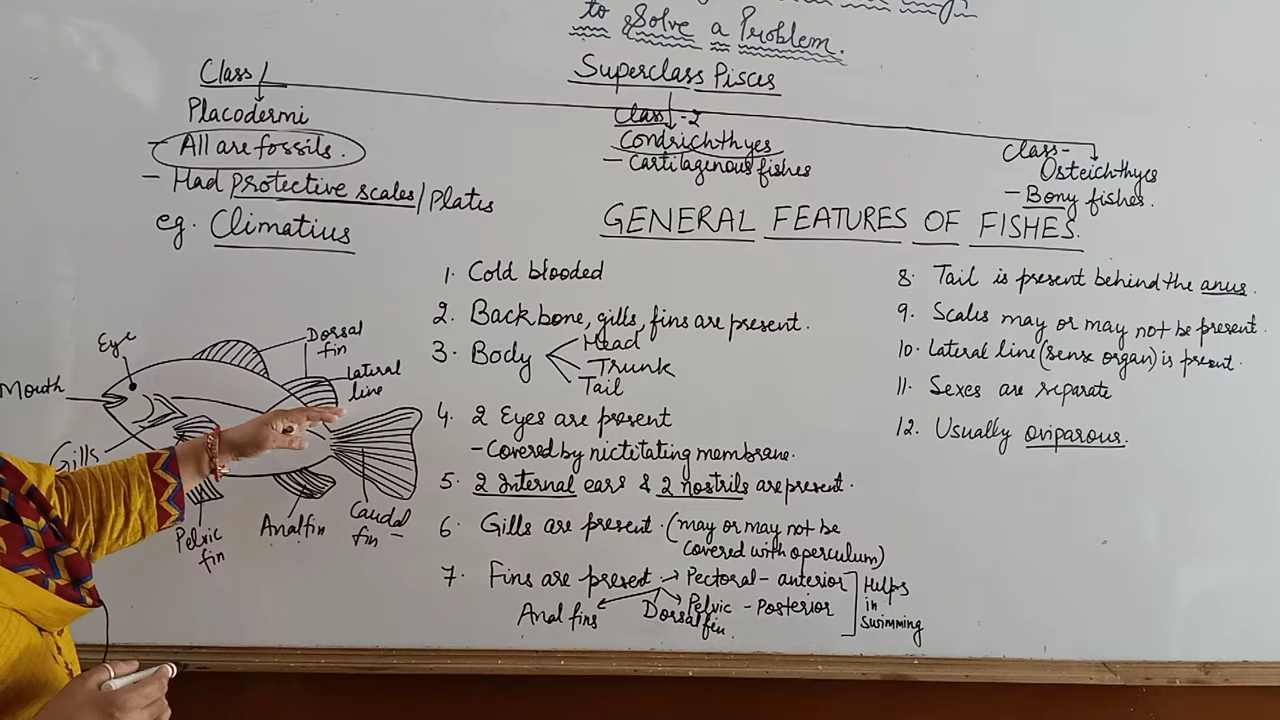 to Solve a Problem.
Superclass Pisces
Class 1
Placodermi
- All are fossils.
- Had protective scales/Plates
eg. Climatius
Class - 2
Condrichthyes
- Cartilagenous fishes
Class -
Osteichthyes
- Bony fishes.
GENERAL FEATURES OF FISHES.
Eye
Mouth
Gills
Dorsal
fin
Lateral
line
Pelvic
fin
Anal fin
Caudal
fin -
1. Cold blooded
2. Backbone, gills, fins are present.
3. Body
Head
Trunk
Tail
4. 2 Eyes are present
- Covered by nictetating membrane.
5. 2 Internal ears & 2 nostrils are present.
6. Gills are present. (may or may not be
covered with operculum)
7. Fins are present. → Pectoral - anterior
Pelvic - Posterior
Anal fins
Dorsal fin.
Helps
in
Swimming
8. Tail is present behind the anus.
9. Scales may or may not be present.
10. Lateral line (sense organ) is present.
11. Sexes are separate
12. Usually oviparous.